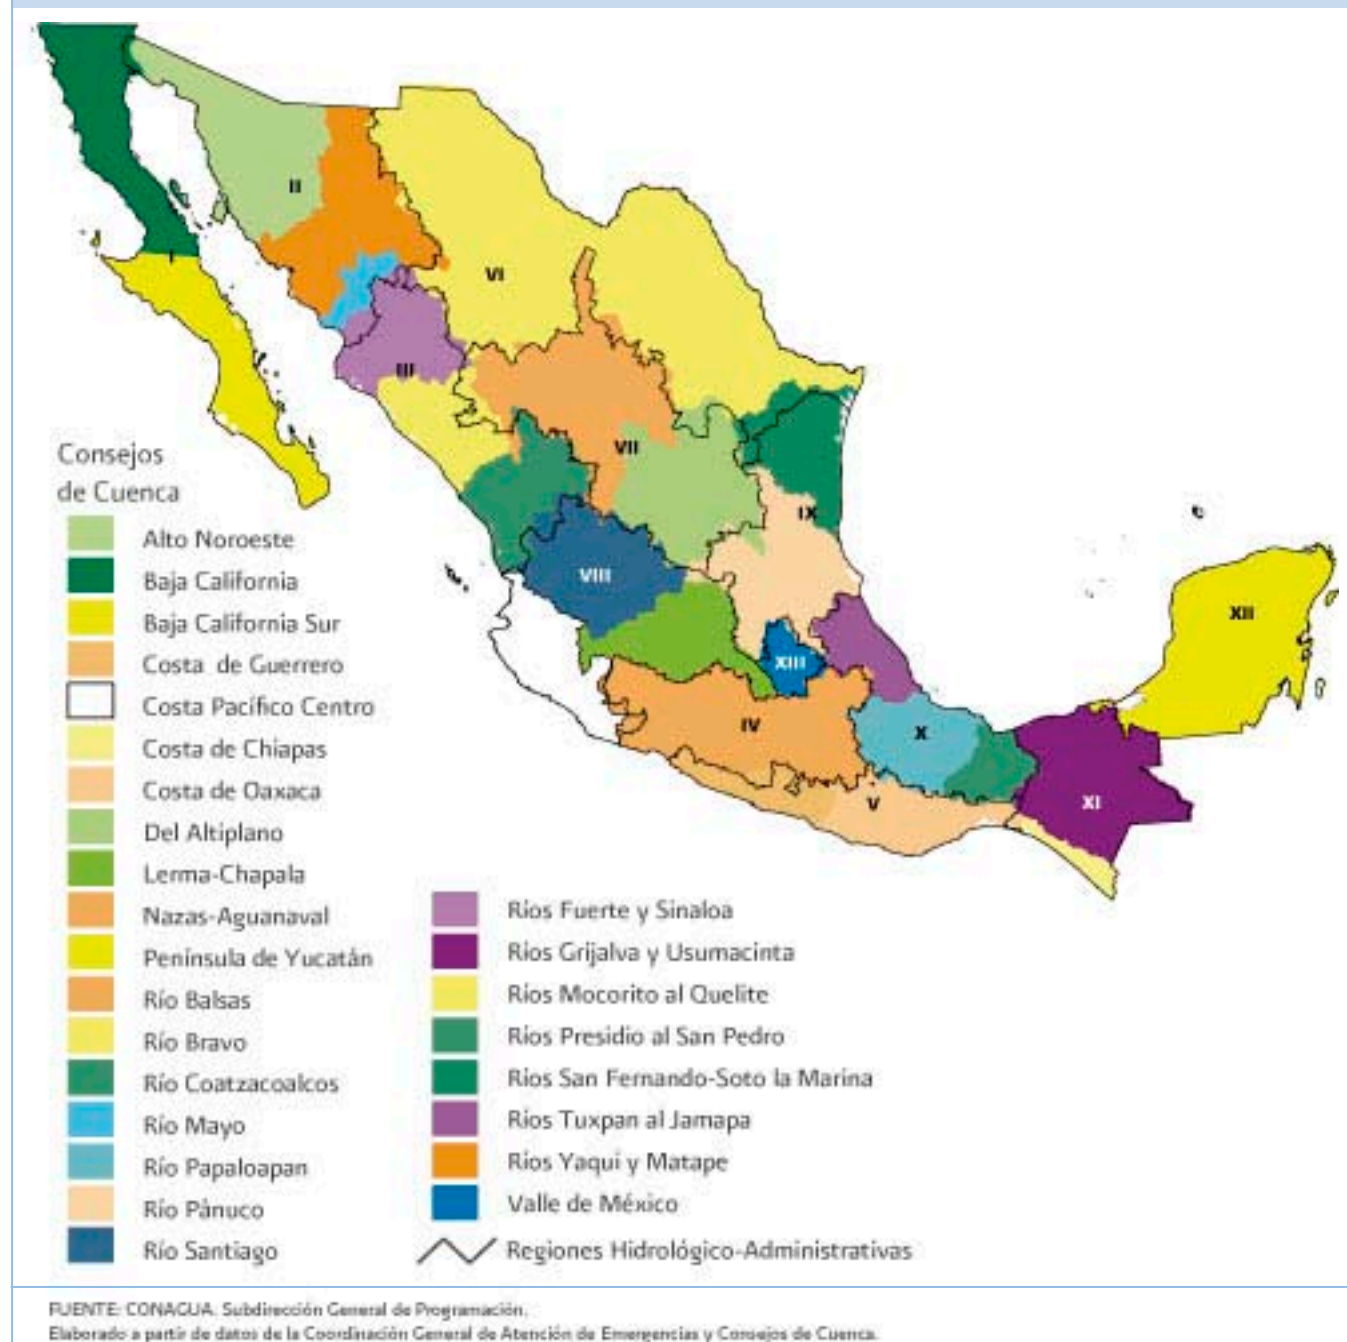 II
I
VI
III
VII
IX
VIII
XII
XIII
IV
X
V
XI
Consejos
de Cuenca
Alto Noroeste
Baja California
Baja California Sur
Costa de Guerrero
Costa Pacífico Centro
Costa de Chiapas
Costa de Oaxaca
Del Altiplano
Lerma-Chapala
Nazas-Aguanaval
Península de Yucatán
Río Balsas
Río Bravo
Río Coatzacoalcos
Río Mayo
Río Papaloapan
Río Pànuco
Río Santiago
Ríos Fuerte y Sinaloa
Ríos Grijalva y Usumacinta
Ríos Mocorito al Quelite
Ríos Presidio al San Pedro
Ríos San Fernando-Soto la Marina
Ríos Tuxpan al Jamapa
Ríos Yaqui y Matape
Valle de México
Regiones Hidrológico-Administrativas
FUENTE: CONAGUA. Subdirección General de Programación.
Elaborado a partir de datos de la Coordinación General de Atención de Emergencias y Consejos de Cuenca.